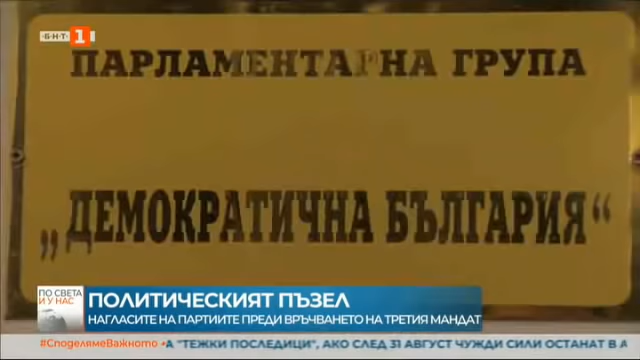 БНТ 1
ПАРЛАМЕНТАРНА ГРУПА
„ДЕМОКРАТИЧНА БЪЛГАРИЯ“
ПО СВЕТА
И У НАС
ПОЛИТИЧЕСКИЯТ ПЪЗЕЛ
НАГЛАСИТЕ НА ПАРТИИТЕ ПРЕДИ ВРЪЧВАНЕТО НА ТРЕТИЯ МАНДАТ
#СподелямеВажното
А "ТЕЖКИ ПОСЛЕДИЦИ", АКО СЛЕД 31 АВГУСТ ЧУЖДИ СИЛИ ОСТАНАТ В А